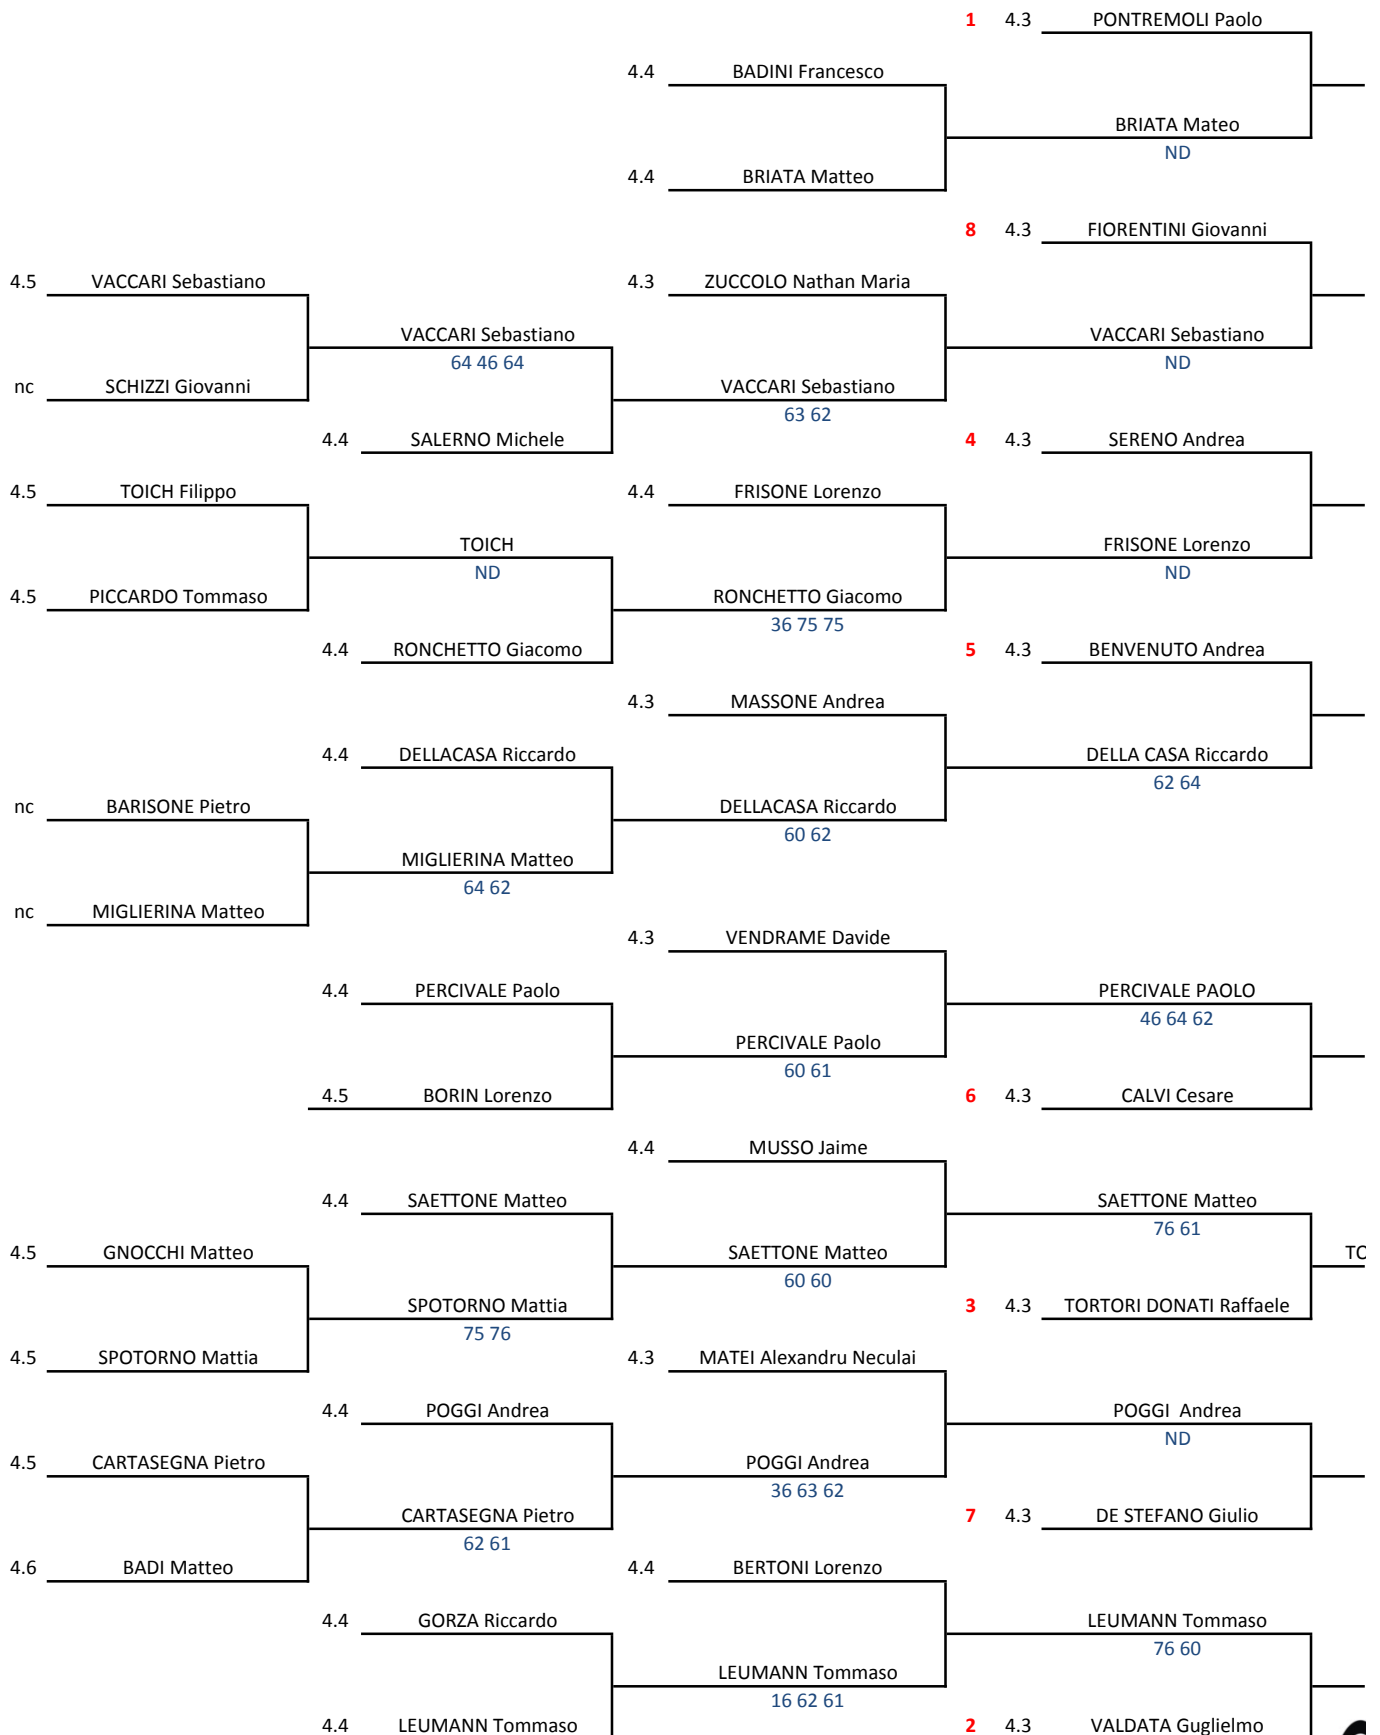 1 4.3 PONTREMOLI Paolo
4.4 BADINI Francesco
BRIATA Mateo
ND
4.4 BRIATA Matteo
8 4.3 FIORENTINI Giovanni
4.5 VACCARI Sebastiano 4.3 ZUCCOLO Nathan Maria
VACCARI Sebastiano VACCARI Sebastiano
64 46 64 ND
nc SCHIZZI Giovanni VACCARI Sebastiano
63 62
4.4 SALERNO Michele 4 4.3 SERENO Andrea
4.5 TOICH Filippo 4.4 FRISONE Lorenzo
TOICH FRISONE Lorenzo
ND ND
4.5 PICCARDO Tommaso RONCHETTO Giacomo
36 75 75
4.4 RONCHETTO Giacomo 5 4.3 BENVENUTO Andrea
4.3 MASSONE Andrea
4.4 DELLACASA Riccardo DELLA CASA Riccardo
62 64
nc BARISONE Pietro DELLACASA Riccardo
60 62
MIGLIERINA Matteo
64 62
nc MIGLIERINA Matteo
4.3 VENDRAME Davide
4.4 PERCIVALE Paolo PERCIVALE PAOLO
46 64 62
PERCIVALE Paolo
60 61
4.5 BORIN Lorenzo 6 4.3 CALVI Cesare
4.4 MUSSO Jaime
4.4 SAETTONE Matteo SAETTONE Matteo
76 61
4.5 GNOCCHI Matteo SAETTONE Matteo
60 60
SPOTORNO Mattia 3 4.3 TORTORI DONATI Raffaele
75 76
4.5 SPOTORNO Mattia 4.3 MATEI Alexandru Neculai
4.4 POGGI Andrea POGGI Andrea
ND
4.5 CARTASEGNA Pietro POGGI Andrea
36 63 62
CARTASEGNA Pietro 7 4.3 DE STEFANO Giulio
62 61
4.6 BADI Matteo 4.4 BERTONI Lorenzo
4.4 GORZA Riccardo LEUMANN Tommaso
76 60
LEUMANN Tommaso
16 62 61
4.4 LEUMANN Tommaso 2 4.3 VALDATA Guglielmo